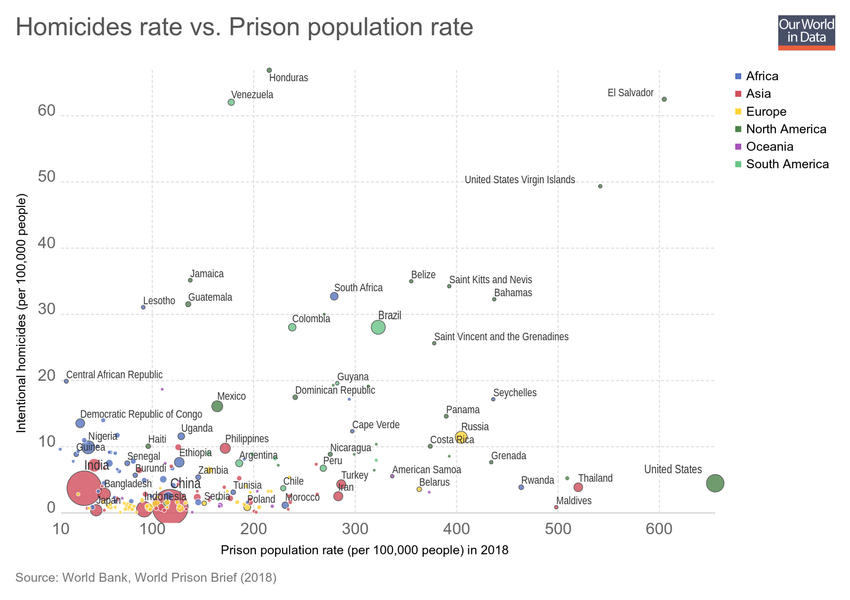 Homicides rate vs. Prison population rate
Our World
in Data
Africa
Asia
Europe
North America
Oceania
South America
Intentional homicides (per 100,000 people)
60
50
40
30
20
10
0
Honduras
Venezuela
El Salvador
United States Virgin Islands
Jamaica
Belize
Saint Kitts and Nevis
South Africa
Bahamas
Lesotho
Guatemala
Colombia
Brazil
Saint Vincent and the Grenadines
Central African Republic
Guyana
Dominican Republic
Mexico
Seychelles
Panama
Democratic Republic of Congo
Uganda
Cape Verde
Russia
Nigeria
Haiti
Philippines
Costa Rica
Guinea
Nicaragua
Senegal
Ethiopia
Argentina
Peru
Grenada
India
Burundi
Zambia
American Samoa
United States
Bangladesh
China
Tunisia
Chile
Turkey
Belarus
Rwanda
Thailand
Japan
Indonesia
Serbia
Poland
Morocco
Iran
Maldives
10
100
200
300
400
500
600
Prison population rate (per 100,000 people) in 2018
Source: World Bank, World Prison Brief (2018)